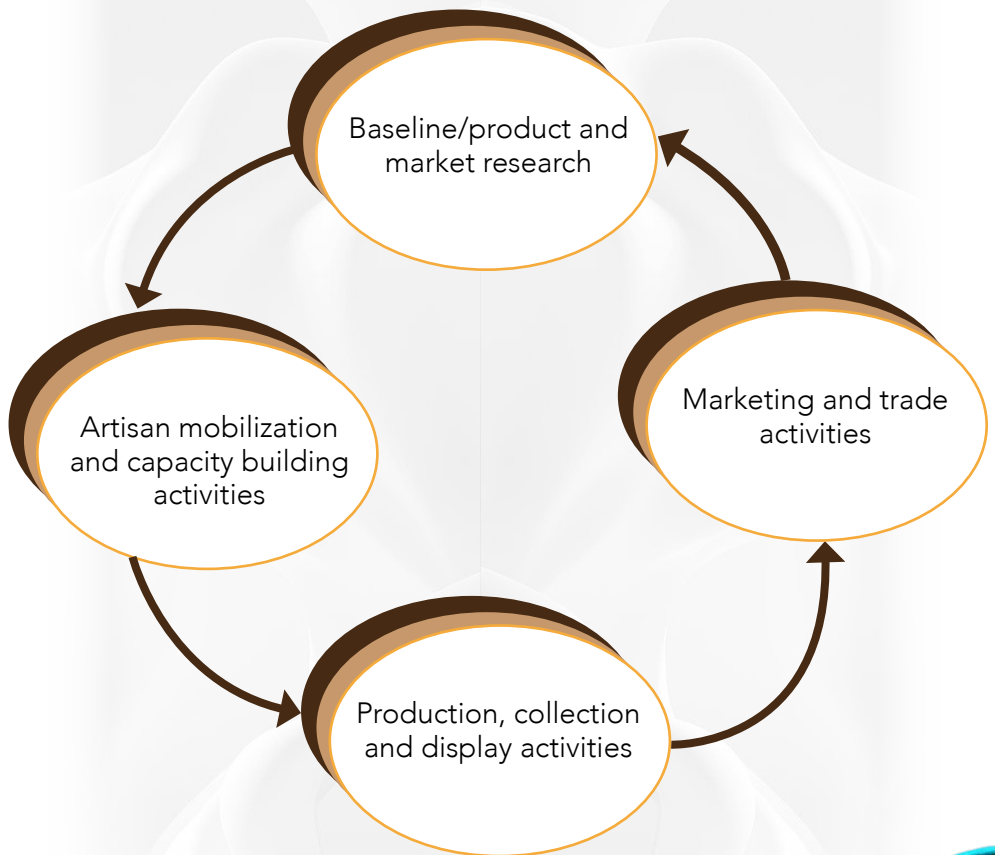 Baseline/product and
market research
Artisan mobilization
and capacity building
activities
Marketing and trade
activities
Production, collection
and display activities